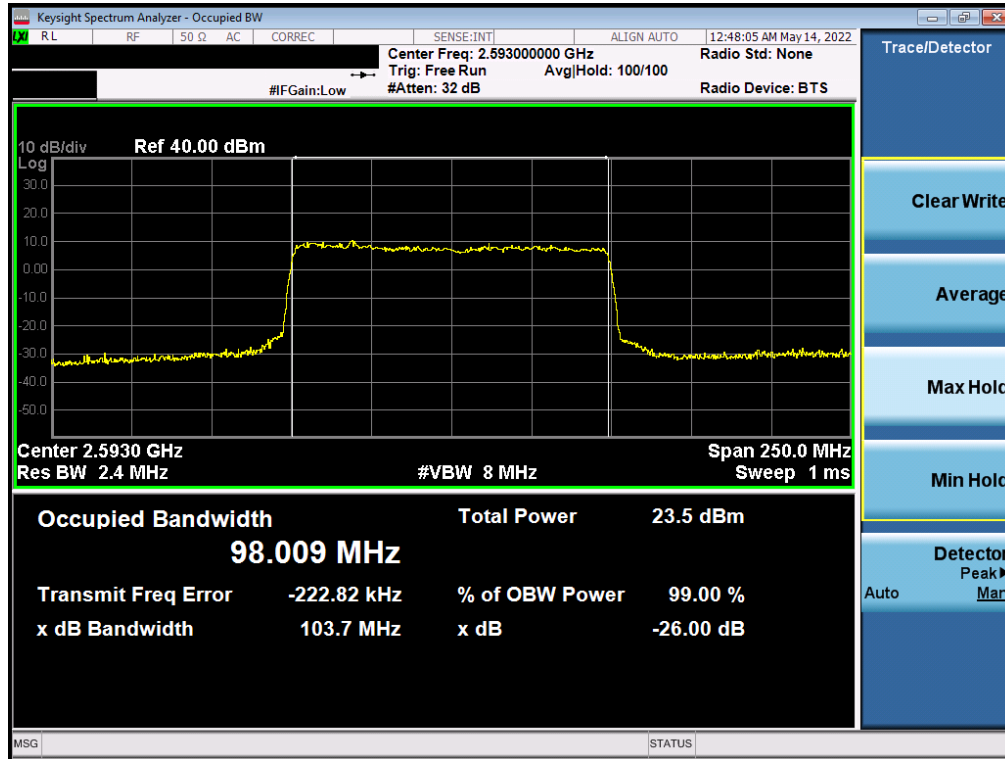 Keysight Spectrum Analyzer - Occupied BW
LXI RL RF 50 Ω AC CORREC SENSE:INT ALIGN AUTO 12:48:05 AM May 14, 2022
Center Freq: 2.593000000 GHz Radio Std: None
Trig: Free Run Avg|Hold: 100/100
#IFGain:Low #Atten: 32 dB Radio Device: BTS
Trace/Detector
10 dB/div Ref 40.00 dBm
Log
30.0
20.0
10.0
0.00
-10.0
-20.0
-30.0
-40.0
-50.0
Center 2.5930 GHz Span 250.0 MHz
Res BW 2.4 MHz #VBW 8 MHz Sweep 1 ms
Clear Write
Average
Max Hold
Min Hold
Detector
Peak▶
Auto Man
Occupied Bandwidth Total Power 23.5 dBm
98.009 MHz
Transmit Freq Error -222.82 kHz % of OBW Power 99.00 %
x dB Bandwidth 103.7 MHz x dB -26.00 dB
MSG STATUS